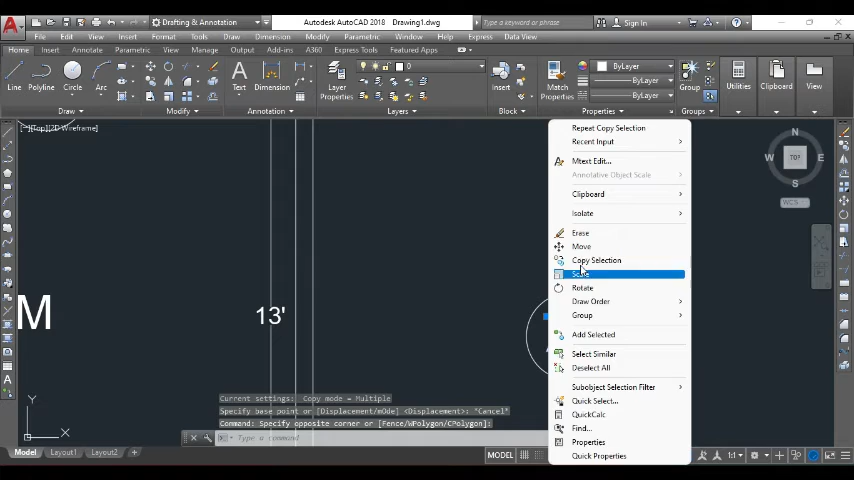 Drafting & Annotation
Autodesk AutoCAD 2018 Drawing1.dwg
Type a keyword or phrase
Sign In
File Edit View Insert Format Tools Draw Dimension Modify Parametric Window Help Express Data View
Home Insert Annotate Parametric View Manage Output Add-ins A360 Express Tools Featured Apps
Line Polyline Circle Arc
Text Dimension
Layer Properties
0
Insert
Match Properties
ByLayer
ByLayer
ByLayer
Group
Utilities
Clipboard
View
Draw Modify Annotation Layers Block Properties Groups
[−][Top][2D Wireframe]
Repeat Copy Selection
Recent Input
Mtext Edit...
Annotative Object Scale
Clipboard
Isolate
Erase
Move
Copy Selection
Scale
Rotate
Draw Order
Group
Add Selected
Select Similar
Deselect All
Subobject Selection Filter
Quick Select...
QuickCalc
Find...
Properties
Quick Properties
N
W TOP E
S
WCS
M
13'
Y
X
Current settings: Copy mode = Multiple
Specify base point or [Displacement/mOde] <Displacement>: *Cancel*
Command: Specify opposite corner or [Fence/WPolygon/CPolygon]:
Type a command
Model Layout1 Layout2 +
MODEL
1:1